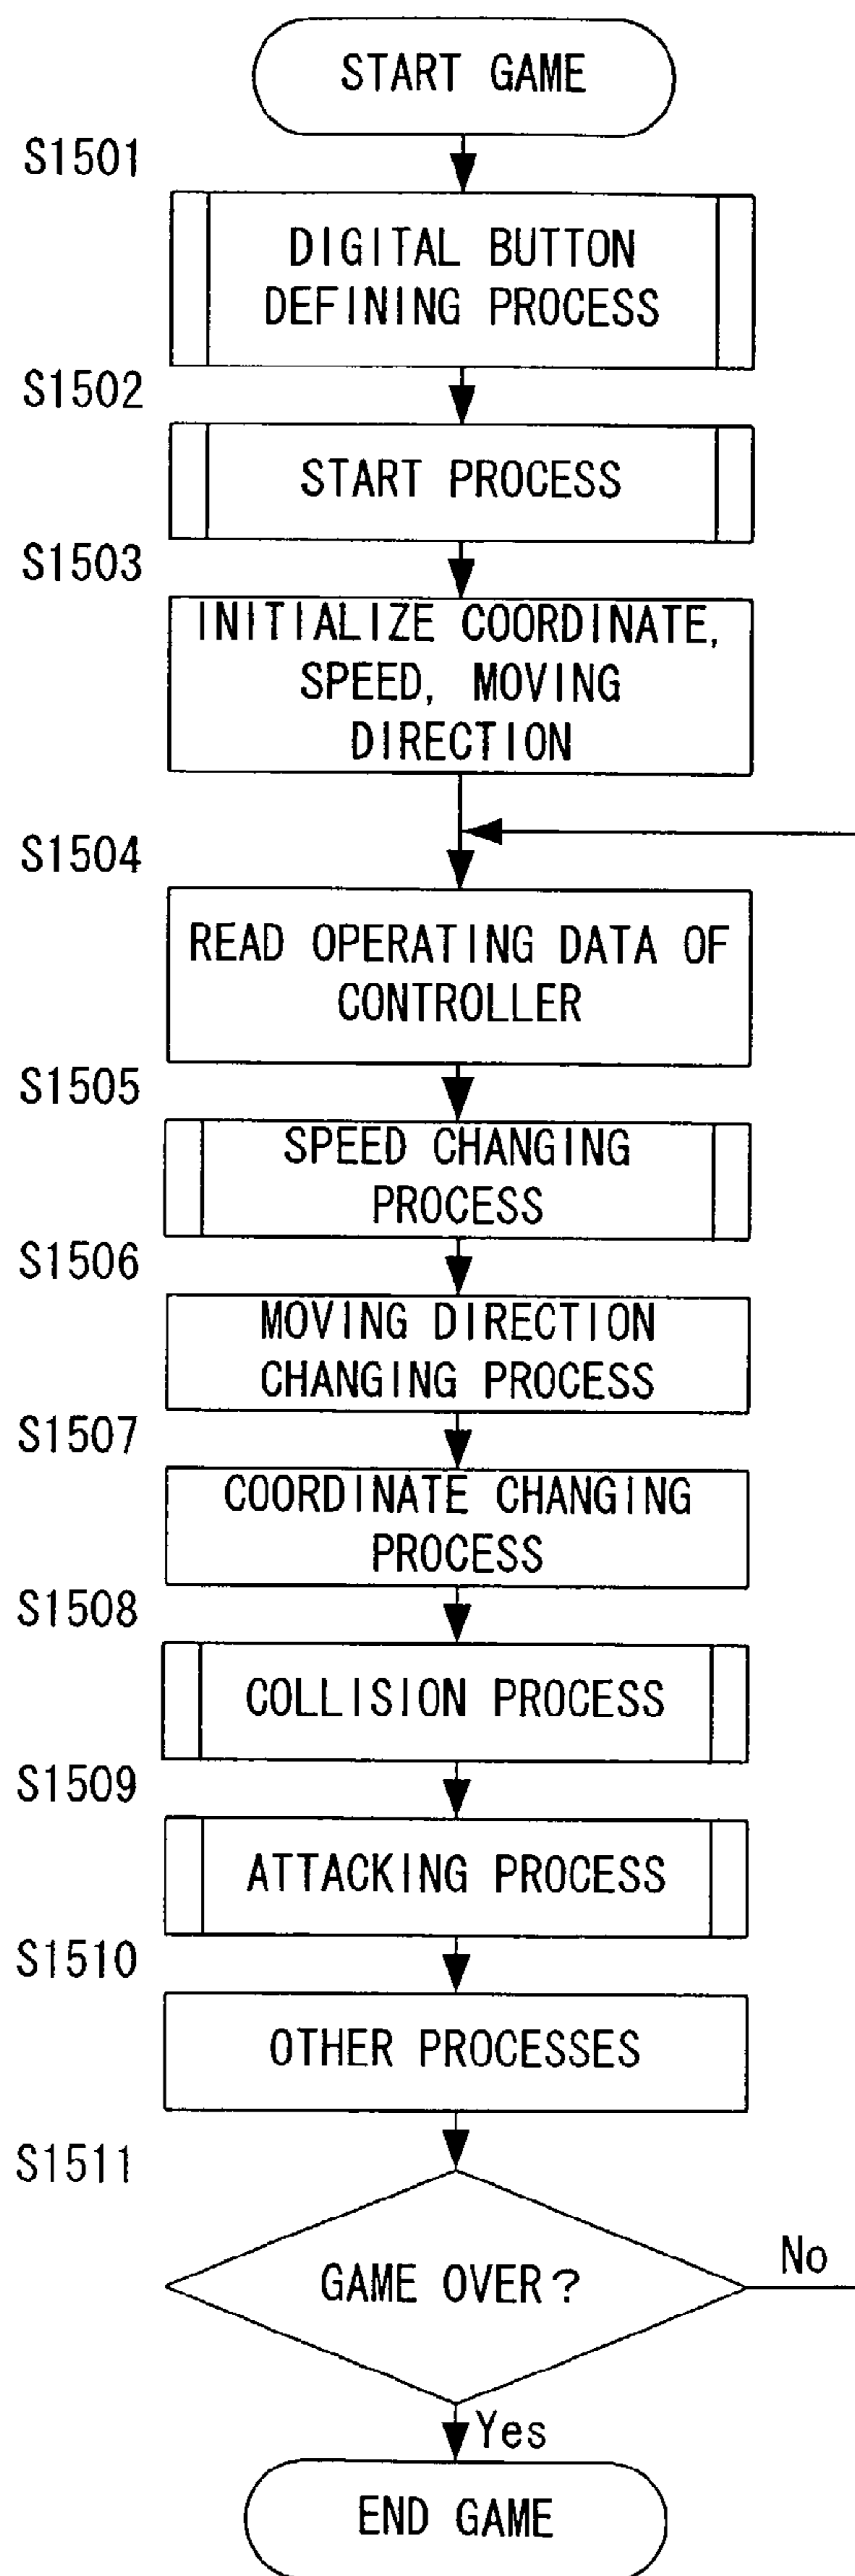 START GAME
S1501
DIGITAL BUTTON
DEFINING PROCESS
S1502
START PROCESS
S1503
INITIALIZE COORDINATE,
SPEED, MOVING
DIRECTION
S1504
READ OPERATING DATA OF
CONTROLLER
S1505
SPEED CHANGING
PROCESS
S1506
MOVING DIRECTION
CHANGING PROCESS
S1507
COORDINATE CHANGING
PROCESS
S1508
COLLISION PROCESS
S1509
ATTACKING PROCESS
S1510
OTHER PROCESSES
S1511
GAME OVER?
No
Yes
END GAME